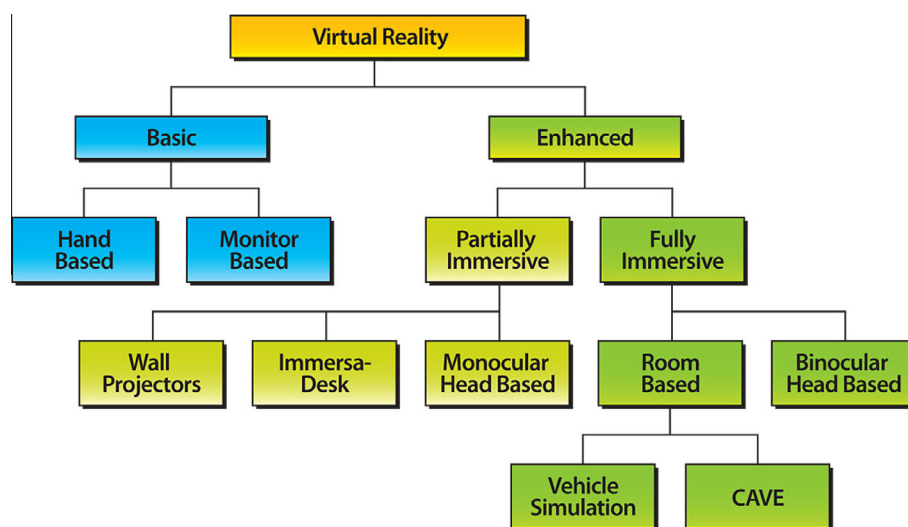 Virtual Reality
Basic
Enhanced
Hand
Based
Monitor
Based
Partially
Immersive
Fully
Immersive
Wall
Projectors
Immersa-
Desk
Monocular
Head Based
Room
Based
Binocular
Head Based
Vehicle
Simulation
CAVE